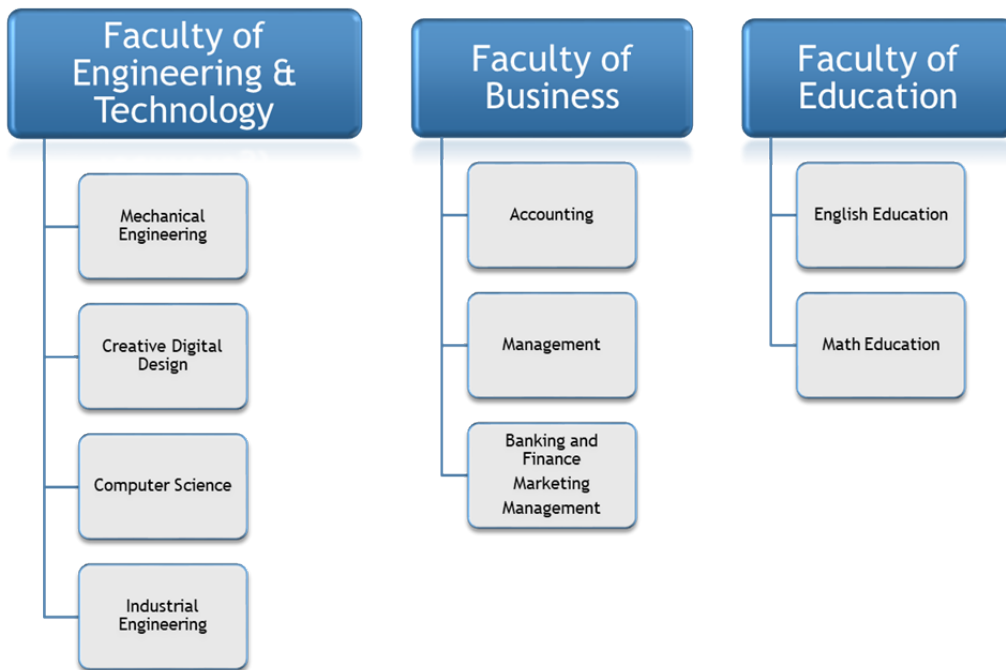 Faculty of
Engineering &
Technology
Mechanical
Engineering
Creative Digital
Design
Computer Science
Industrial
Engineering
Faculty of
Business
Accounting
Management
Banking and
Finance
Marketing
Management
Faculty of
Education
English Education
Math Education